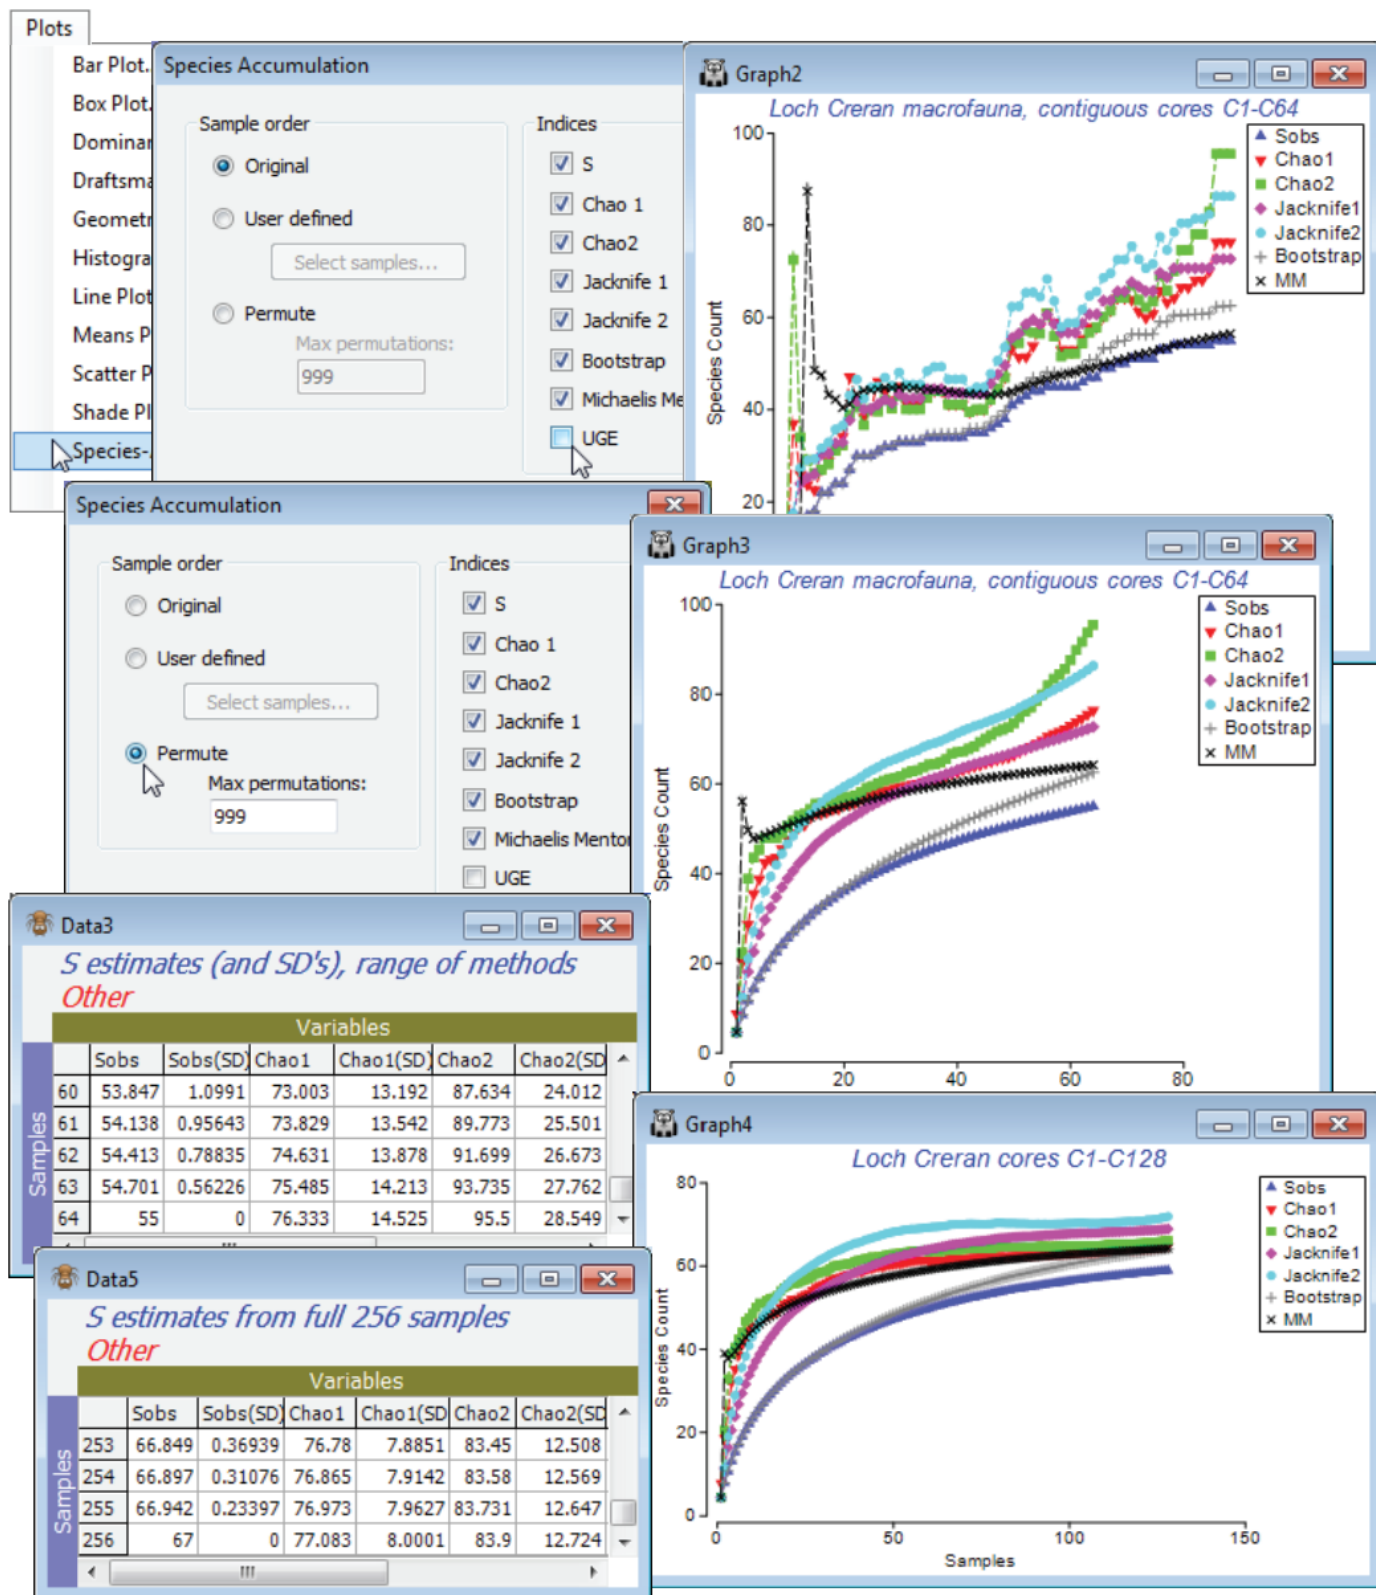 Plots
Bar Plot.
Box Plot.
Domina
Draftsma
Geometr
Histogra
Line Plot
Means P
Scatter P
Shade Pl
Species-
Species Accumulation
Sample order
Original
User defined
Select samples...
Permute
Max permutations:
999
Indices
S
Chao 1
Chao2
Jacknife 1
Jacknife 2
Bootstrap
Michaelis Me
UGE
Graph2
Loch Creran macrofauna, contiguous cores C1-C64
100
80
60
40
20
Species Count
Sobs
Chao1
Chao2
Jacknife1
Jacknife2
Bootstrap
MM
Species Accumulation
Sample order
Original
User defined
Select samples...
Permute
Max permutations:
999
Indices
S
Chao 1
Chao2
Jacknife 1
Jacknife 2
Bootstrap
Michaelis Mentor
UGE
Graph3
Loch Creran macrofauna, contiguous cores C1-C64
100
80
60
40
20
0
Species Count
0 20 40 60 80
Sobs
Chao1
Chao2
Jacknife1
Jacknife2
Bootstrap
MM
Data3
S estimates (and SD's), range of methods
Other
Variables
Samples
Sobs Sobs(SD) Chao1 Chao1(SD) Chao2 Chao2(SD
60 53.847 1.0991 73.003 13.192 87.634 24.012
61 54.138 0.95643 73.829 13.542 89.773 25.501
62 54.413 0.78835 74.631 13.878 91.699 26.673
63 54.701 0.56226 75.485 14.213 93.735 27.762
64 55 0 76.333 14.525 95.5 28.549
Graph4
Loch Creran cores C1-C128
80
60
40
20
0
Species Count
0 50 100 150
Samples
Sobs
Chao1
Chao2
Jacknife1
Jacknife2
Bootstrap
MM
Data5
S estimates from full 256 samples
Other
Variables
Samples
Sobs Sobs(SD) Chao1 Chao1(SD Chao2 Chao2(SD
253 66.849 0.36939 76.78 7.8851 83.45 12.508
254 66.897 0.31076 76.865 7.9142 83.58 12.569
255 66.942 0.23397 76.973 7.9627 83.731 12.647
256 67 0 77.083 8.0001 83.9 12.724